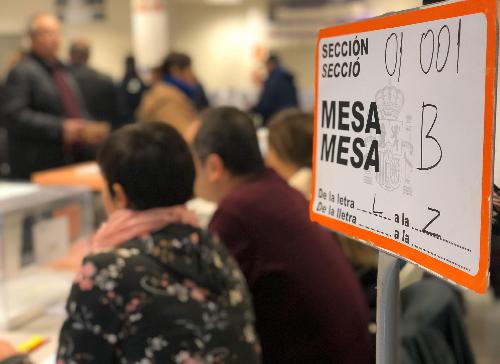 SECCIÓN 01 001
SECCIÓ
MESA B
MESA
De la letra L a la Z
De la lletra a la